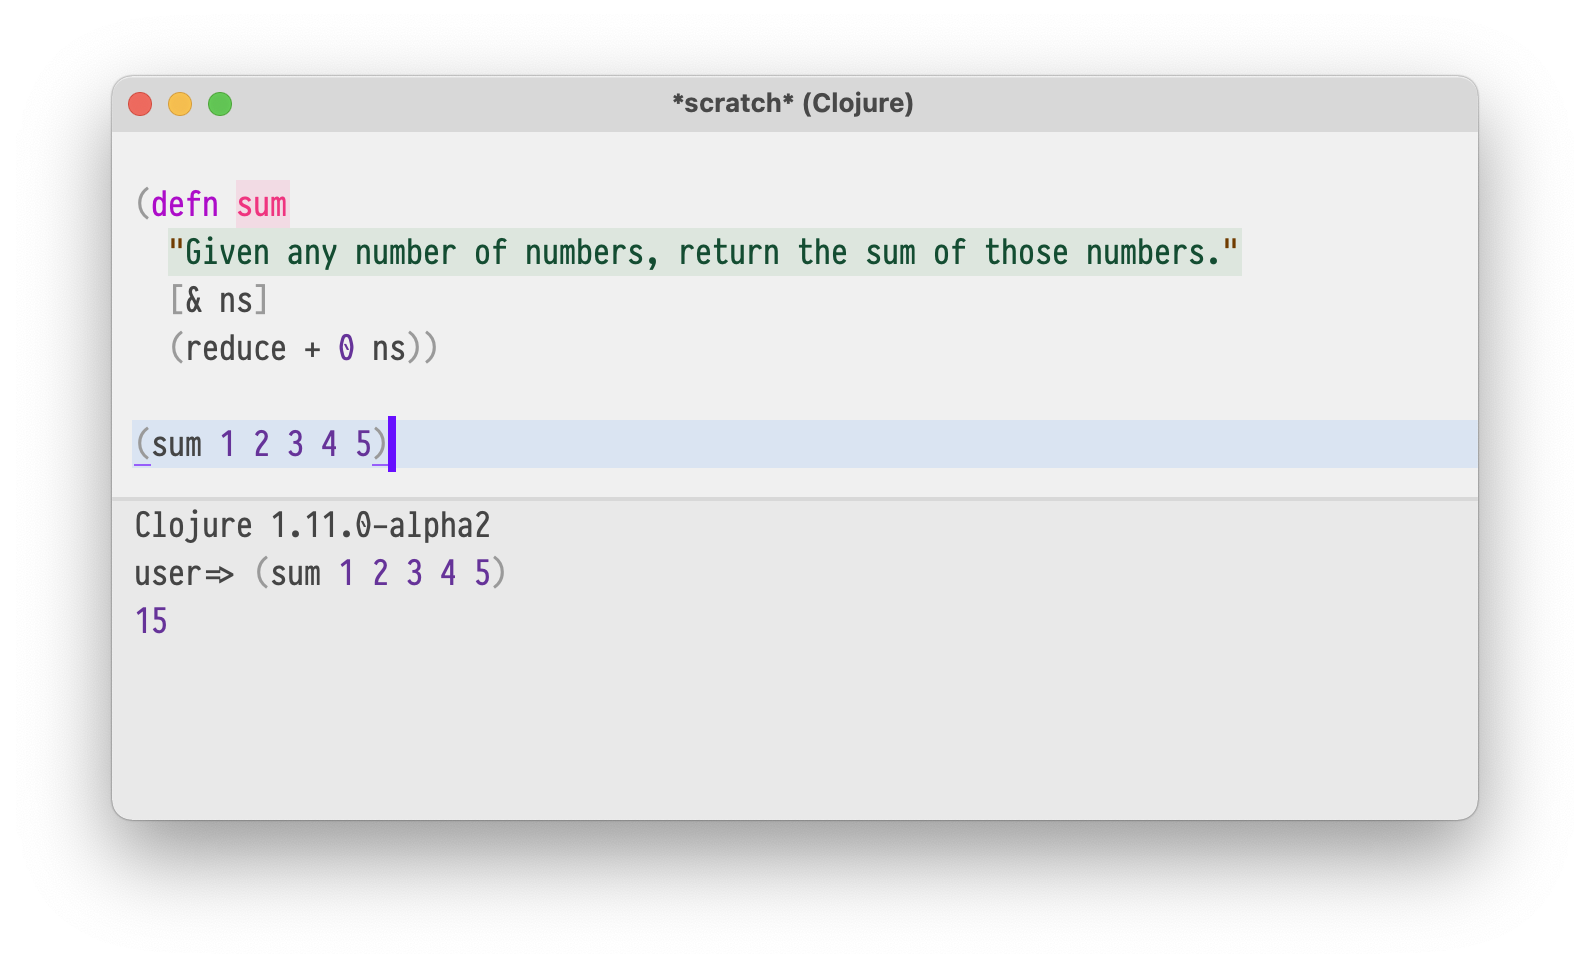 *scratch* (Clojure)
(defn sum
"Given any number of numbers, return the sum of those numbers."
[& ns]
(reduce + 0 ns))
(sum 1 2 3 4 5)
Clojure 1.11.0-alpha2
user=> (sum 1 2 3 4 5)
15